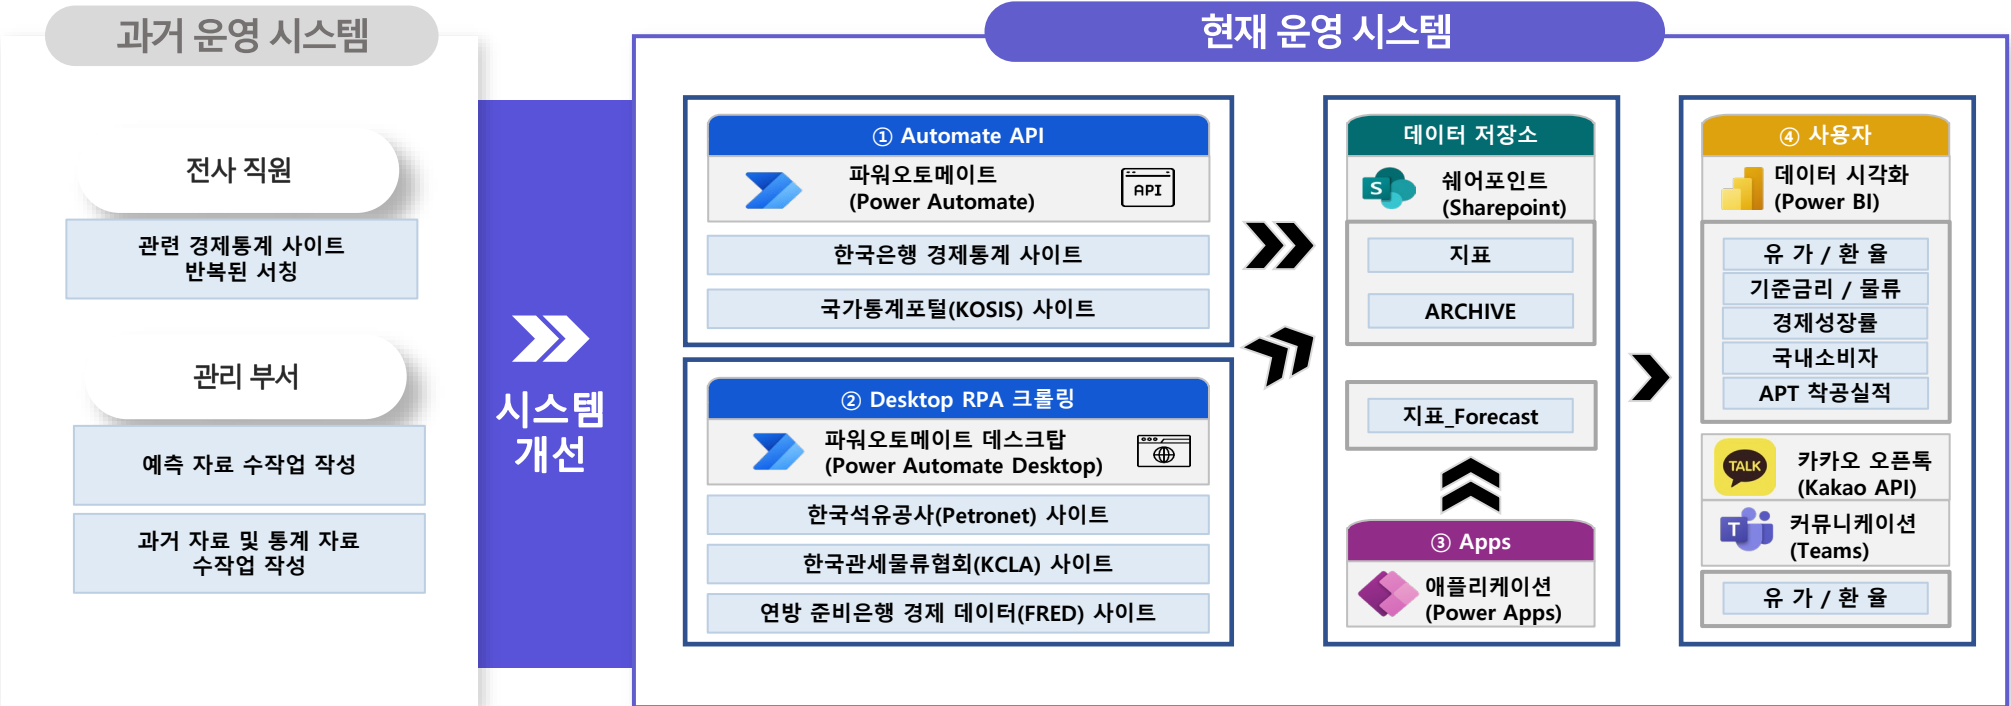 과거 운영 시스템
전사 직원
관련 경제통계 사이트
반복된 서칭
관리 부서
예측 자료 수작업 작성
과거 자료 및 통계 자료
수작업 작성
시스템
개선
현재 운영 시스템
① Automate API
파워오토메이트
(Power Automate)
API
한국은행 경제통계 사이트
국가통계포털(KOSIS) 사이트
② Desktop RPA 크롤링
파워오토메이트 데스크탑
(Power Automate Desktop)
한국석유공사(Petronet) 사이트
한국관세물류협회(KCLA) 사이트
연방 준비은행 경제 데이터(FRED) 사이트
데이터 저장소
S
쉐어포인트
(Sharepoint)
지표
ARCHIVE
지표_Forecast
③ Apps
애플리케이션
(Power Apps)
④ 사용자
데이터 시각화
(Power BI)
유 가 / 환 율
기준금리 / 물류
경제성장률
국내소비자
APT 착공실적
TALK
카카오 오픈톡
(Kakao API)
T
커뮤니케이션
(Teams)
유 가 / 환 율